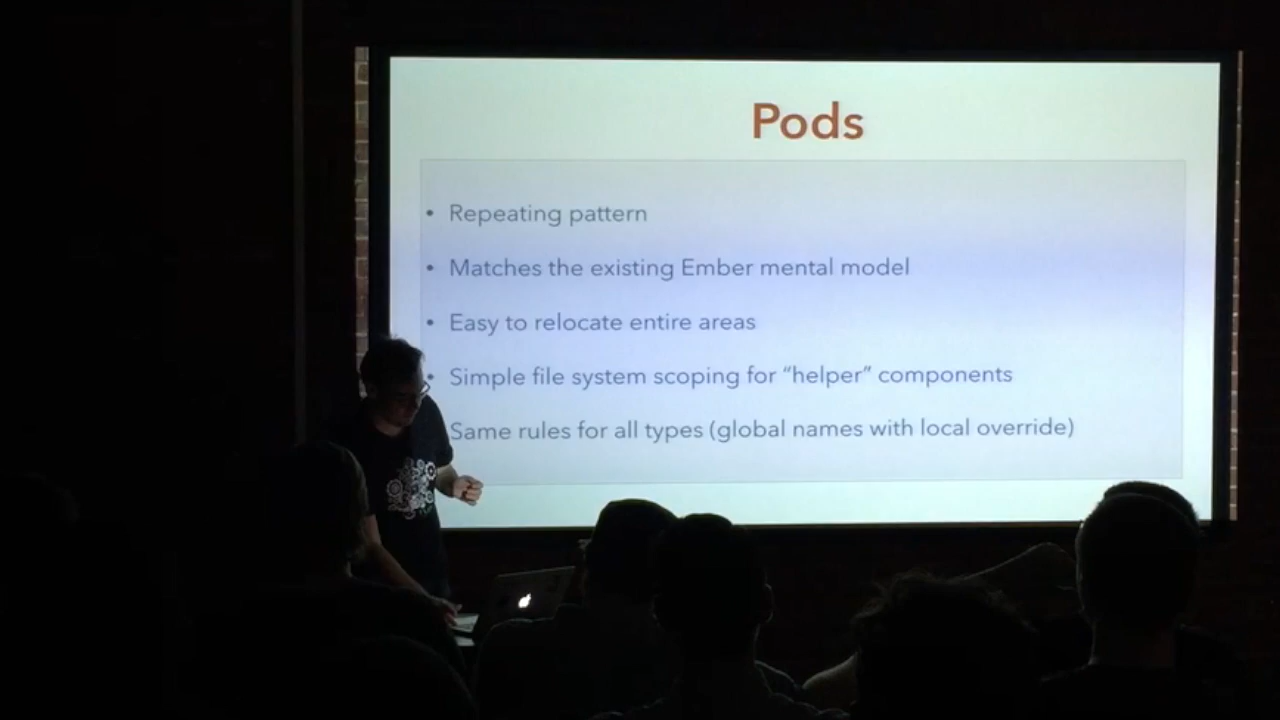 Pods
• Repeating pattern
• Matches the existing Ember mental model
• Easy to relocate entire areas
• Simple file system scoping for “helper” components
Same rules for all types (global names with local override)